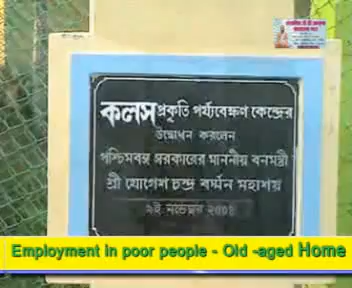 কলস প্রকৃতি পর্য্যবেক্ষণ কেন্দ্রের
উদ্বোধন করলেন
পশ্চিমবঙ্গ সরকারের মাননীয় বনমন্ত্রী
শ্রী যোগেশ চন্দ্র বর্ম্মন মহাশয়
৯ই নভেম্বর
Employment in poor people - Old -aged Home